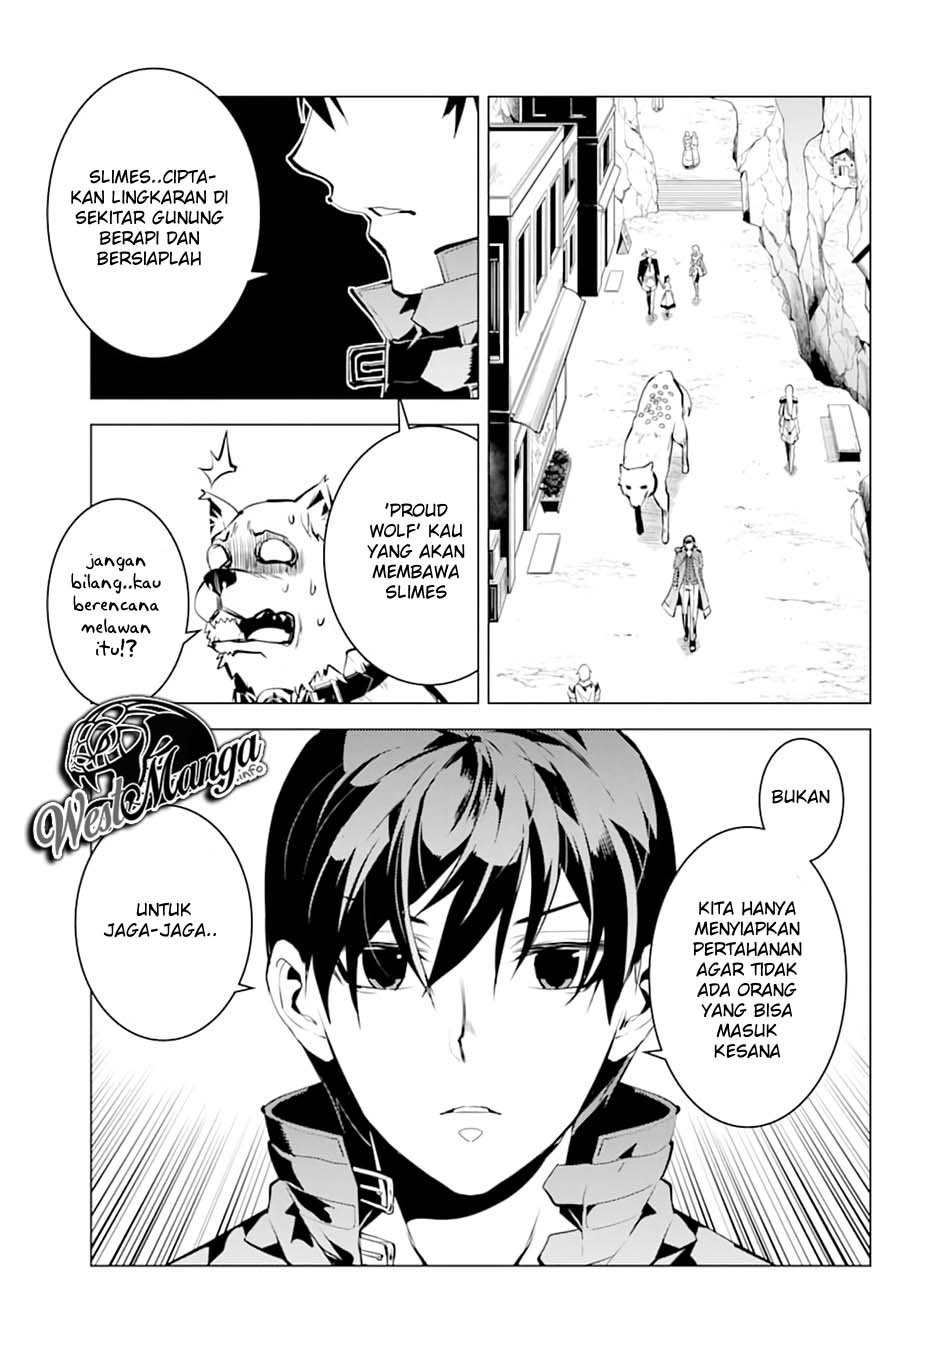 SLIMES..CIPTA-
KAN LINGKARAN DI
SEKITAR GUNUNG
BERAPI DAN
BERSIAPLAH
'PROUD
WOLF' KAU
YANG AKAN
MEMBAWA
SLIMES
jangan
bilang..kau
berencana
melawan
itu!?
BUKAN
KITA HANYA
MENYIAPKAN
PERTAHANAN
AGAR TIDAK
ADA ORANG
YANG BISA
MASUK
KESANA
UNTUK
JAGA-JAGA..
WestManga
.info